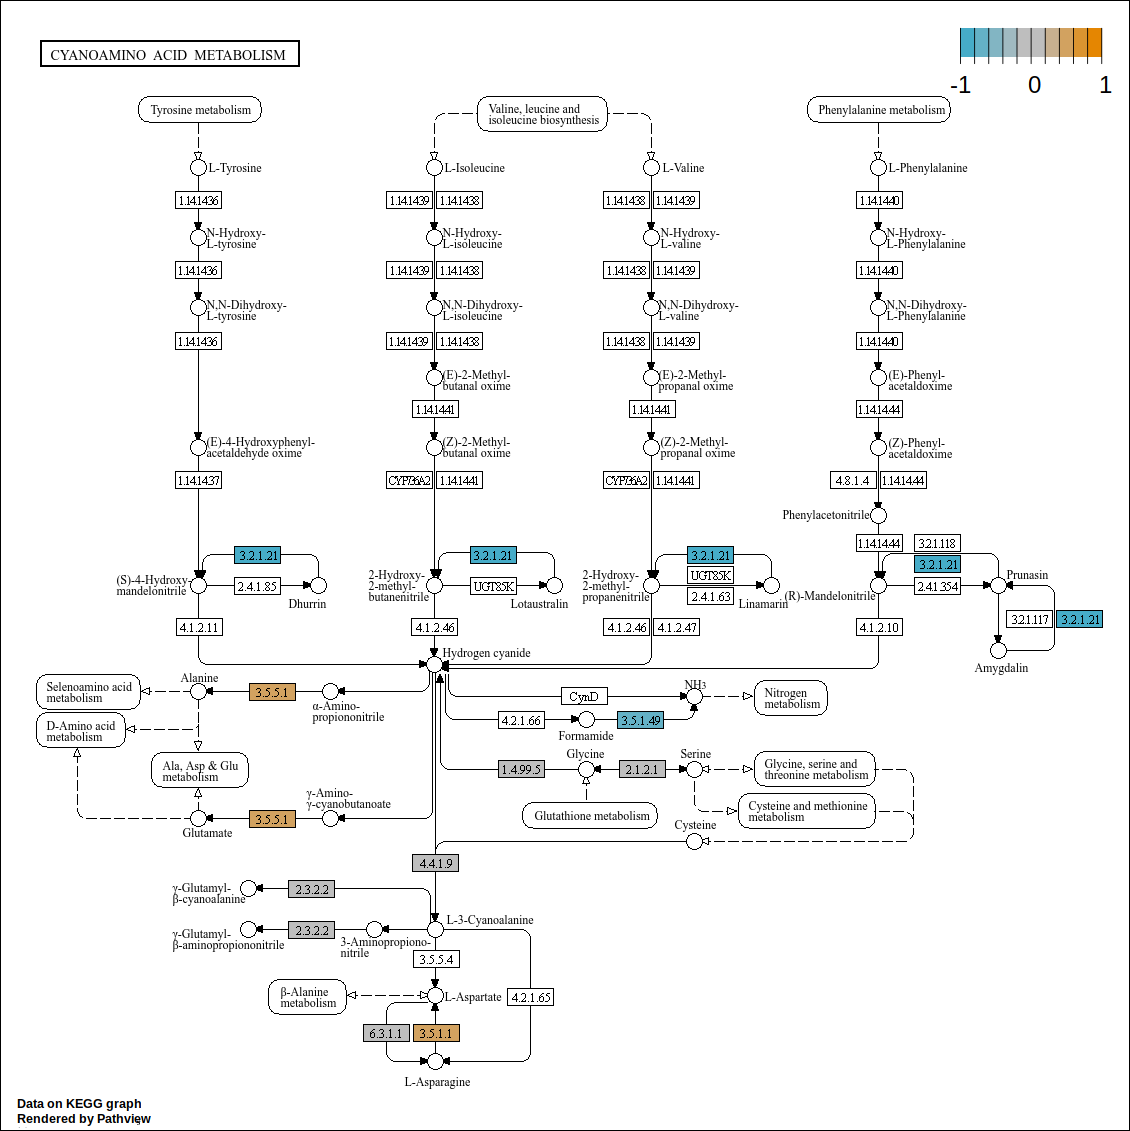 CYANOAMINO ACID METABOLISM
-1 0 1
Tyrosine metabolism
Valine, leucine and
isoleucine biosynthesis
Phenylalanine metabolism
L-Tyrosine
L-Isoleucine
L-Valine
L-Phenylalanine
1.14.14.36
1.14.14.39 1.14.14.38
1.14.14.38 1.14.14.39
1.14.14.40
N-Hydroxy-
L-tyrosine
N-Hydroxy-
L-isoleucine
N-Hydroxy-
L-valine
N-Hydroxy-
L-Phenylalanine
1.14.14.36
1.14.14.39 1.14.14.38
1.14.14.38 1.14.14.39
1.14.14.40
N,N-Dihydroxy-
L-tyrosine
N,N-Dihydroxy-
L-isoleucine
N,N-Dihydroxy-
L-valine
N,N-Dihydroxy-
L-Phenylalanine
1.14.14.36
1.14.14.39 1.14.14.38
1.14.14.38 1.14.14.39
1.14.14.40
(E)-2-Methyl-
butanal oxime
(E)-2-Methyl-
propanal oxime
(E)-Phenyl-
acetaldoxime
1.14.14.41
1.14.14.41
1.14.14.44
(E)-4-Hydroxyphenyl-
acetaldehyde oxime
(Z)-2-Methyl-
butanal oxime
(Z)-2-Methyl-
propanal oxime
(Z)-Phenyl-
acetaldoxime
1.14.14.37
CYP736A2 1.14.14.41
CYP736A2 1.14.14.41
4.8.1.4 1.14.14.44
Phenylacetonitrile
1.14.14.44
3.2.1.118
3.2.1.21
3.2.1.21
3.2.1.21
3.2.1.21
(S)-4-Hydroxy-
mandelonitrile
2.4.1.85
Dhurrin
2-Hydroxy-
2-methyl-
butanenitrile
UGT85K
Lotaustralin
2-Hydroxy-
2-methyl-
propanenitrile
UGT85K
2.4.1.63
Linamarin
(R)-Mandelonitrile
2.4.1.354
Prunasin
3.2.1.117 3.2.1.21
Amygdalin
4.1.2.11
4.1.2.46
4.1.2.46 4.1.2.47
4.1.2.10
Hydrogen cyanide
Selenoamino acid
metabolism
Alanine
3.5.5.1
α-Amino-
propiononitrile
CynD
NH3
Nitrogen
metabolism
4.2.1.66
Formamide
3.5.1.49
D-Amino acid
metabolism
Ala, Asp & Glu
metabolism
1.4.99.5
Glycine
2.1.2.1
Serine
Glycine, serine and
threonine metabolism
Cysteine and methionine
metabolism
Glutathione metabolism
Cysteine
γ-Amino-
γ-cyanobutanoate
3.5.5.1
Glutamate
4.4.1.9
γ-Glutamyl-
β-cyanoalanine
2.3.2.2
L-3-Cyanoalanine
γ-Glutamyl-
β-aminopropiononitrile
2.3.2.2
3-Aminopropiono-
nitrile
3.5.5.4
β-Alanine
metabolism
L-Aspartate
4.2.1.65
6.3.1.1 3.5.1.1
L-Asparagine
Data on KEGG graph
Rendered by Pathview